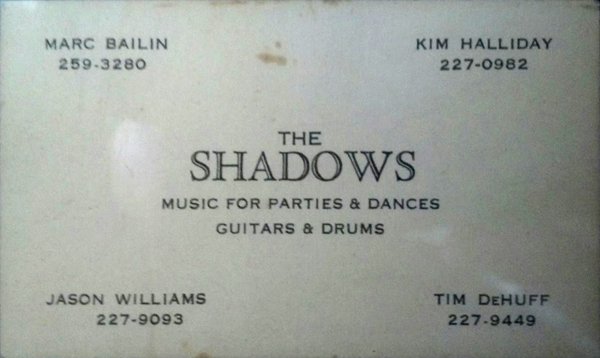 MARC BAILIN
259-3280
KIM HALLIDAY
227-0982
THE
SHADOWS
MUSIC FOR PARTIES & DANCES
GUITARS & DRUMS
JASON WILLIAMS
227-9093
TIM DEHUFF
227-9449